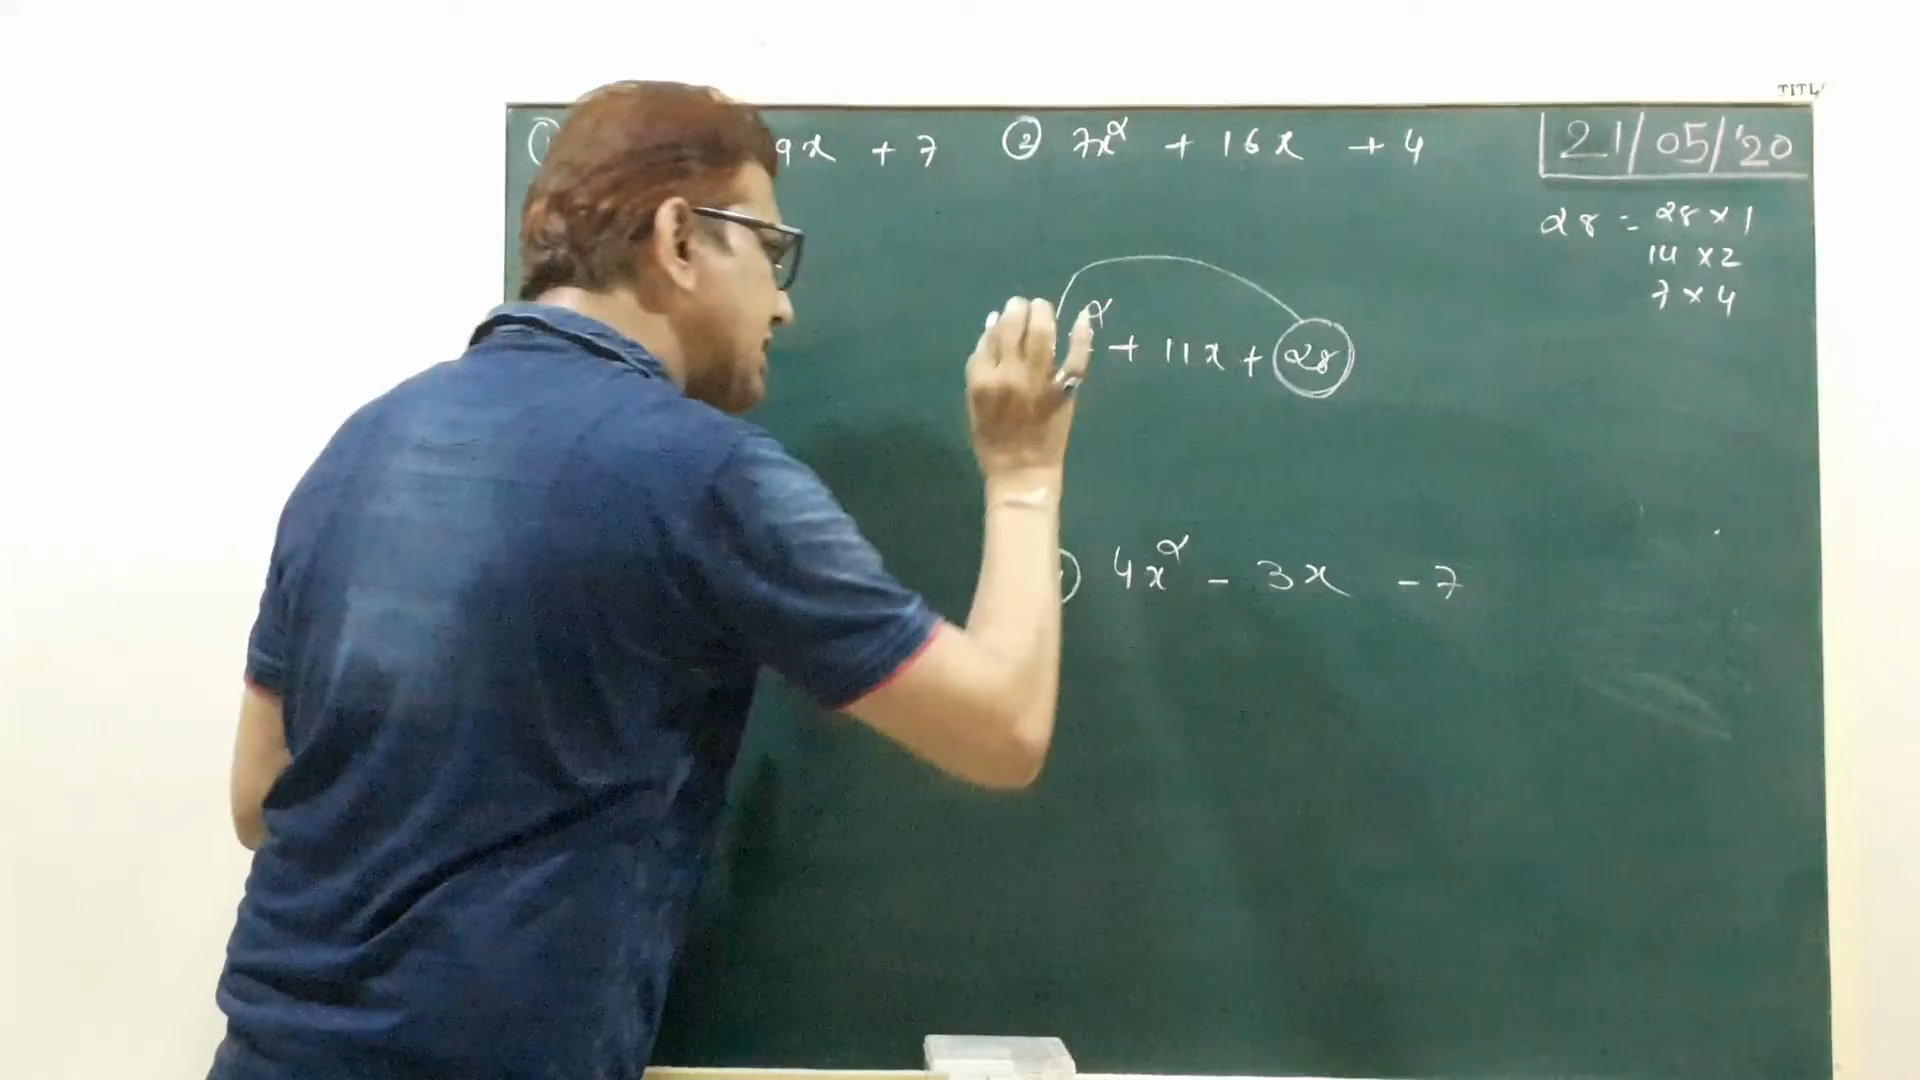 ① 9x + 7 ② 7x² + 16x + 4
21/05/'20
28 = 28 × 1
14 × 2
7 × 4
² + 11x + 28
4x² - 3x - 7